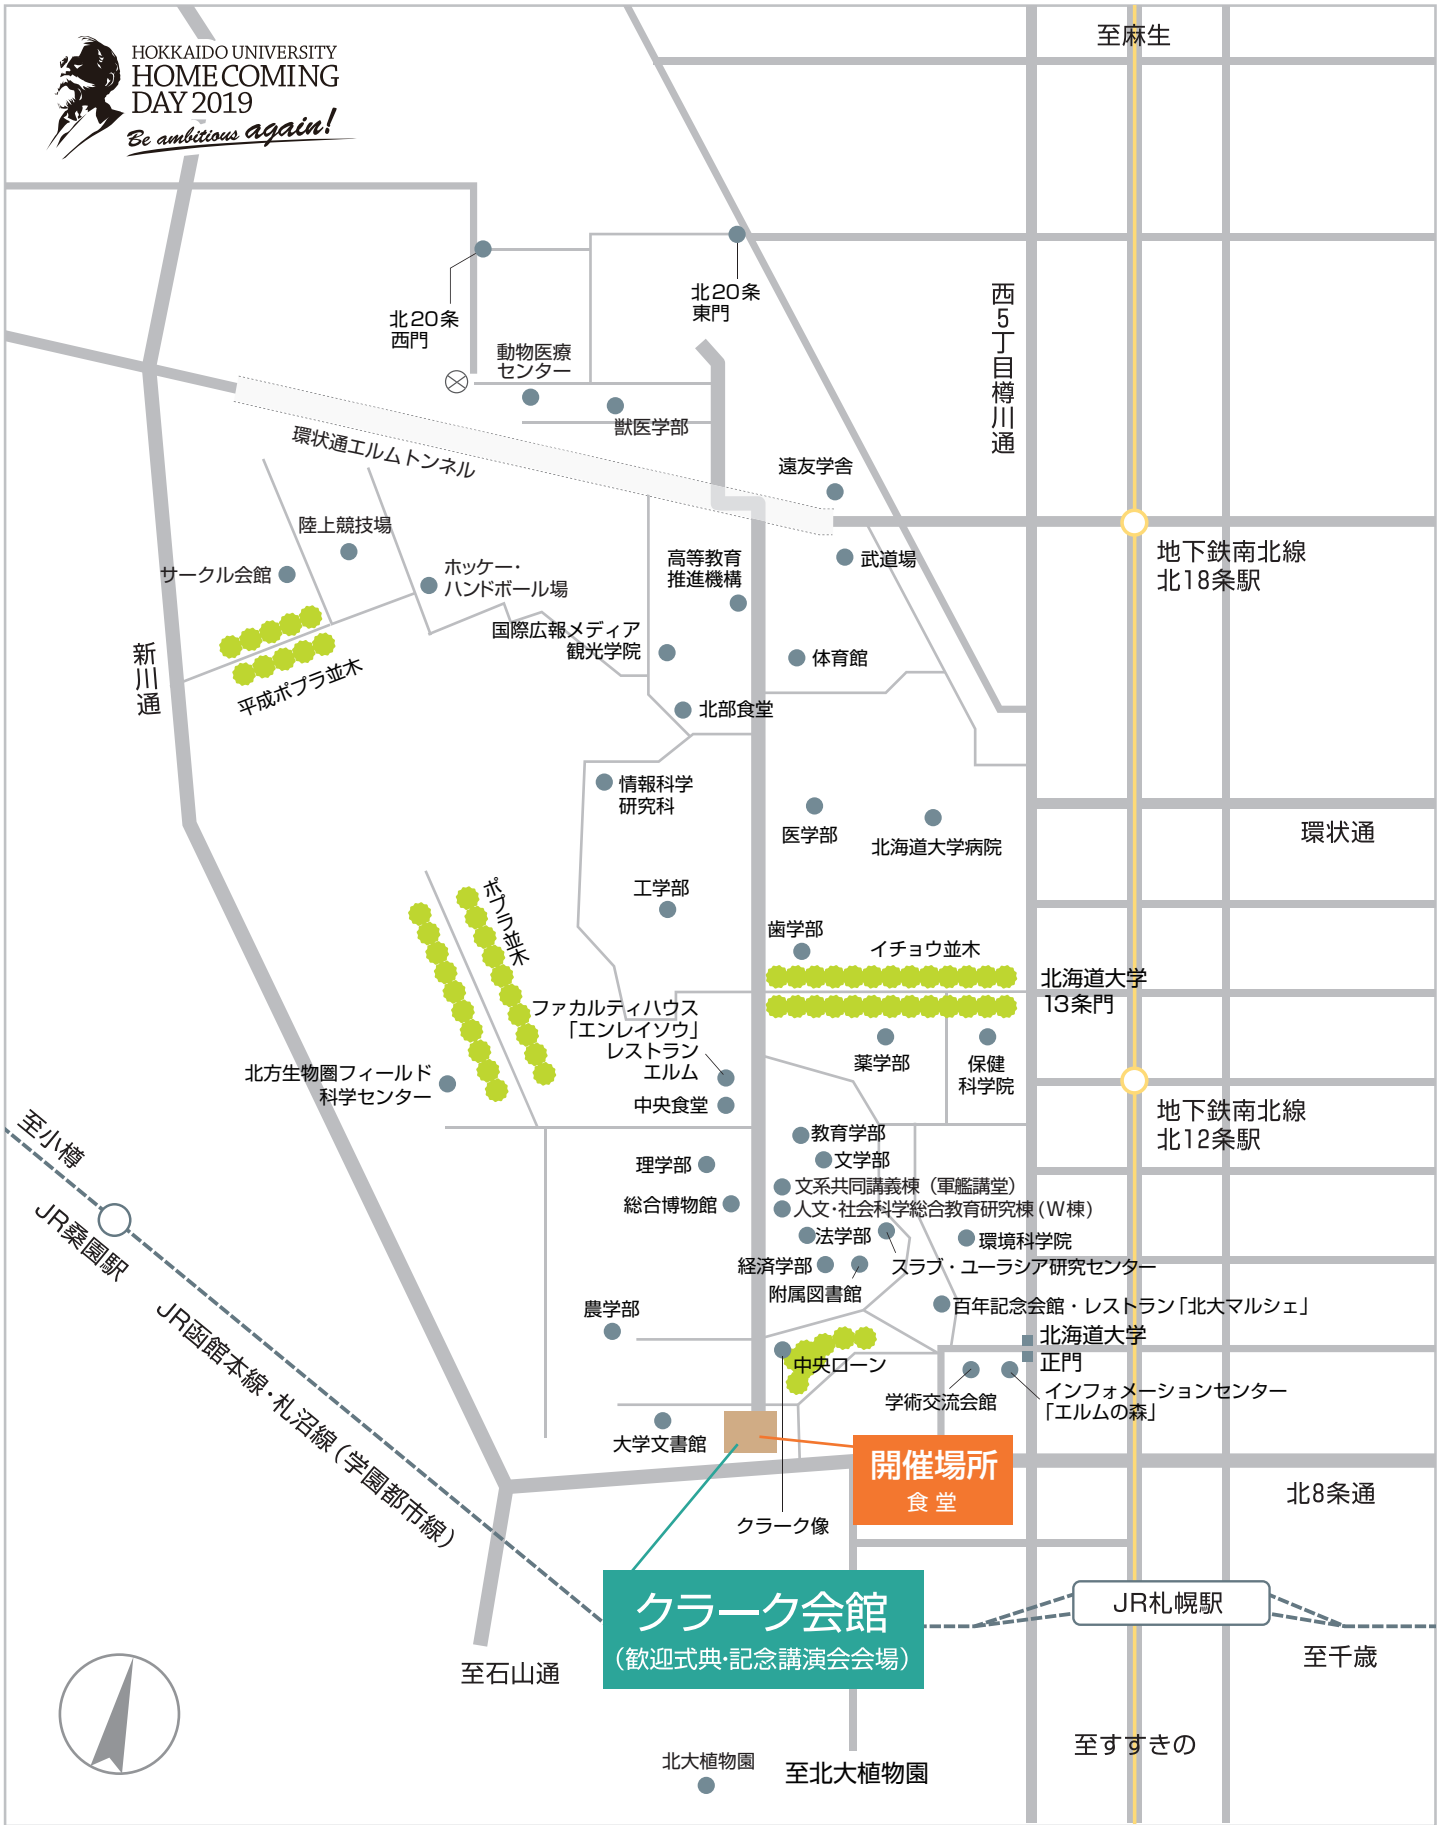 HOKKAIDO UNIVERSITY
HOME COMING
DAY 2019
Be ambitious again!
至麻生
北20条
西門
北20条
東門
西5丁目樽川通
動物医療
センター
獣医学部
環状通エルムトンネル
遠友学舎
陸上競技場
サークル会館
ホッケー・
ハンドボール場
高等教育
推進機構
武道場
地下鉄南北線
北18条駅
国際広報メディア
観光学院
体育館
新川通
平成ポプラ並木
北部食堂
情報科学
研究科
医学部
北海道大学病院
環状通
工学部
ポプラ並木
歯学部
イチョウ並木
北海道大学
13条門
ファカルティハウス
「エンレイソウ」
レストラン
エルム
薬学部
保健
科学院
北方生物圏フィールド
科学センター
中央食堂
地下鉄南北線
北12条駅
至小樽
教育学部
文学部
理学部
文系共同講義棟（軍艦講堂）
総合博物館
人文・社会科学総合教育研究棟(W棟)
JR桑園駅
法学部
環境科学院
経済学部
スラブ・ユーラシア研究センター
附属図書館
農学部
百年記念会館・レストラン「北大マルシェ」
JR函館本線・札沼線（学園都市線）
北海道大学
正門
中央ローン
学術交流会館
インフォメーションセンター
「エルムの森」
大学文書館
開催場所
食堂
北8条通
クラーク像
クラーク会館
（歓迎式典・記念講演会会場）
JR札幌駅
至石山通
至千歳
至すすきの
北大植物園
至北大植物園